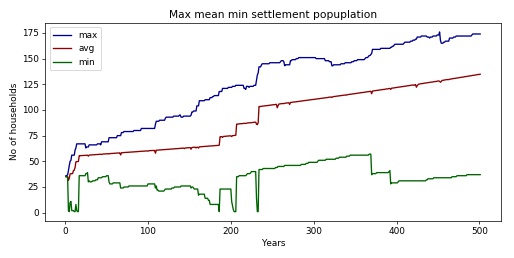 Max mean min settlement popuplation
max
avg
min
175
150
125
100
75
50
25
0
No of households
0 100 200 300 400 500
Years